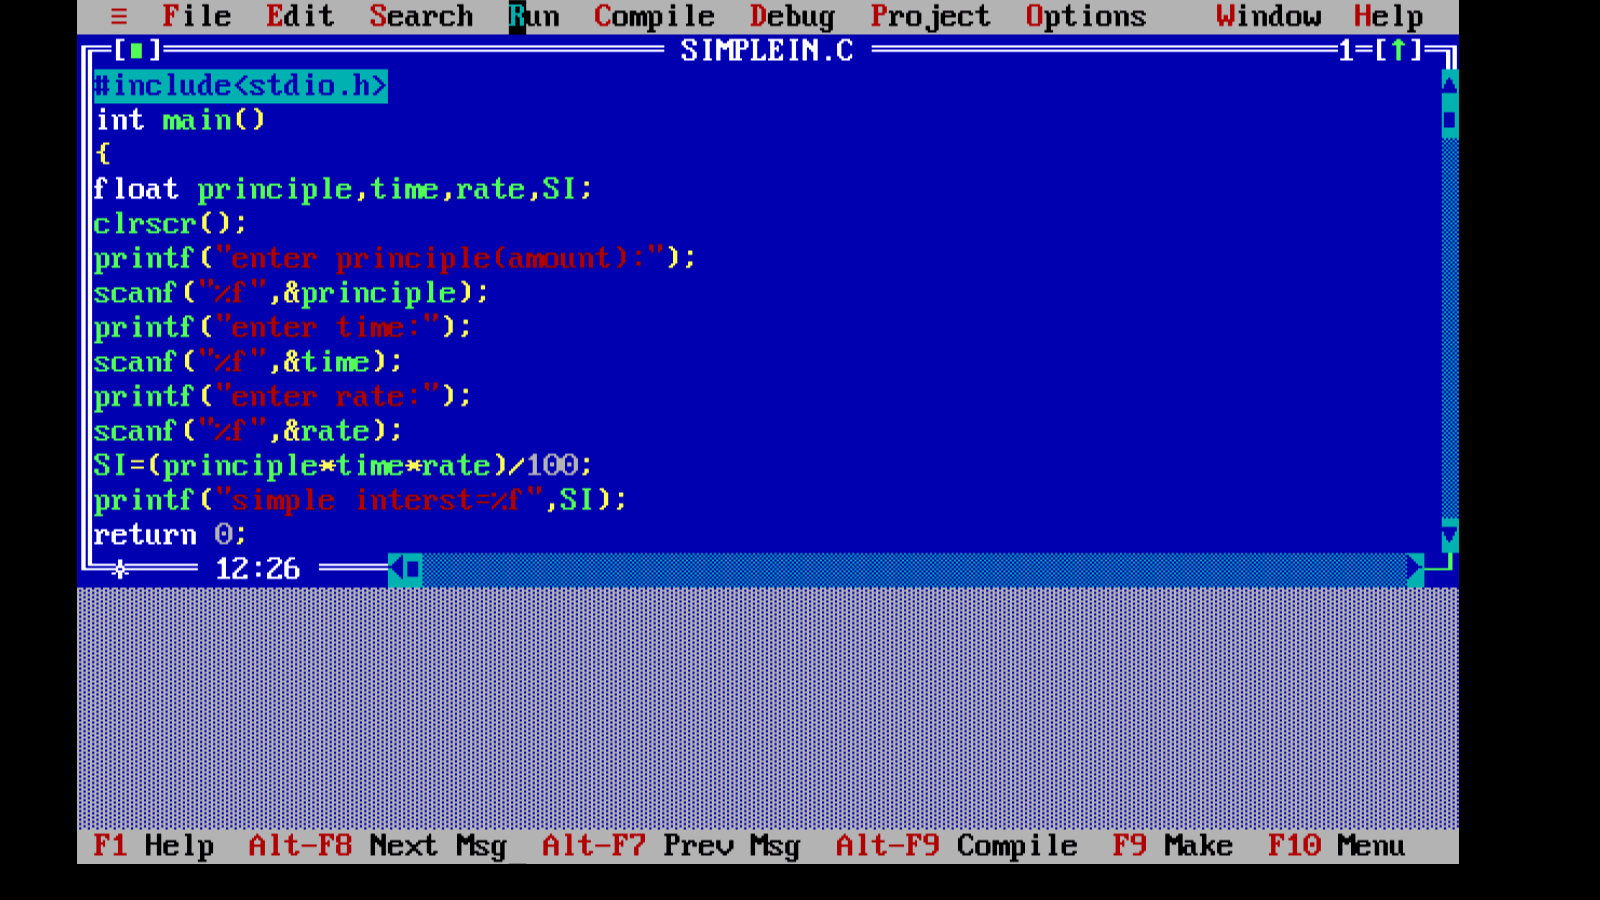 ≡ File Edit Search Run Compile Debug Project Options Window Help
[■] SIMPLEIN.C 1=[↑]
#include<stdio.h>
int main()
{
float principle,time,rate,SI;
clrscr();
printf("enter principle(amount):");
scanf("%f",&principle);
printf("enter time:");
scanf("%f",&time);
printf("enter rate:");
scanf("%f",&rate);
SI=(principle*time*rate)/100;
printf("simple interst=%f",SI);
return 0;
12:26
F1 Help Alt-F8 Next Msg Alt-F7 Prev Msg Alt-F9 Compile F9 Make F10 Menu